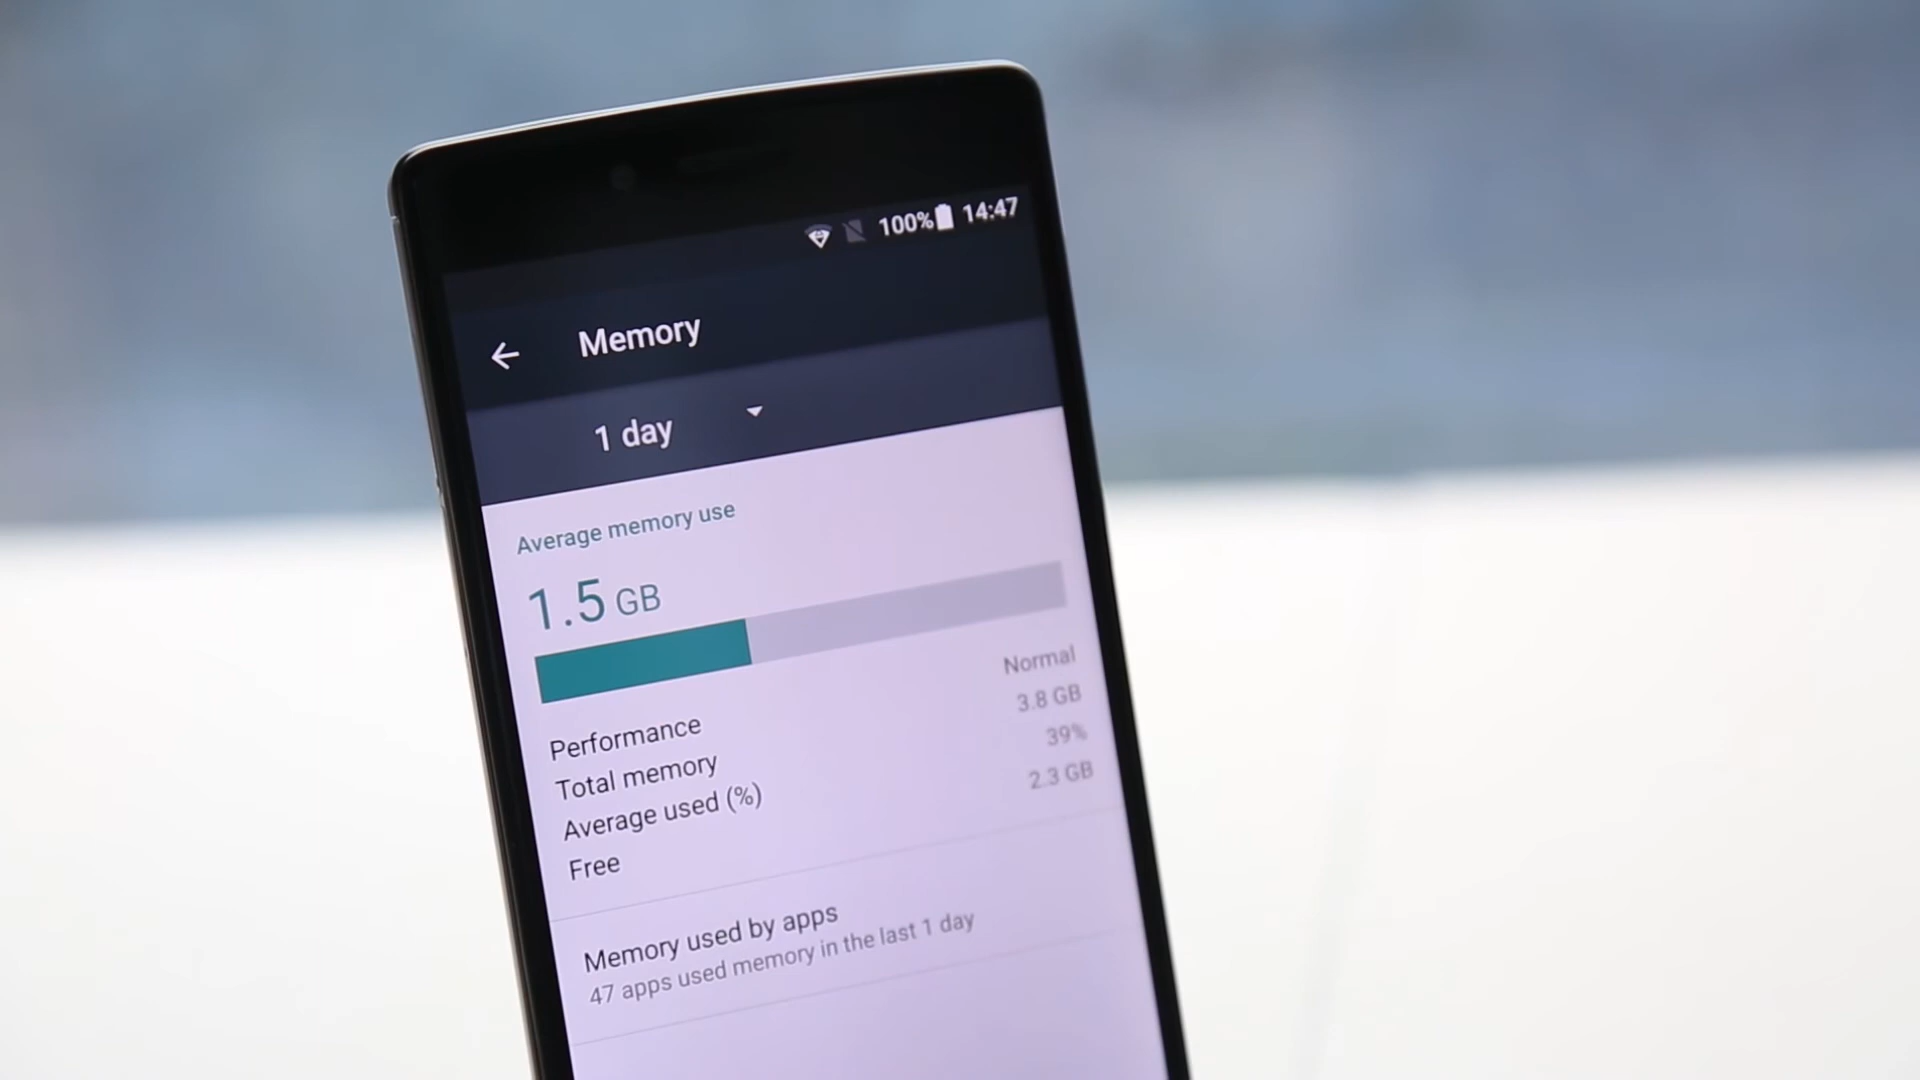 100% 14:47
Memory
1 day
Average memory use
1.5 GB
Performance Normal
Total memory 3.8 GB
Average used (%) 39%
Free 2.3 GB
Memory used by apps
47 apps used memory in the last 1 day